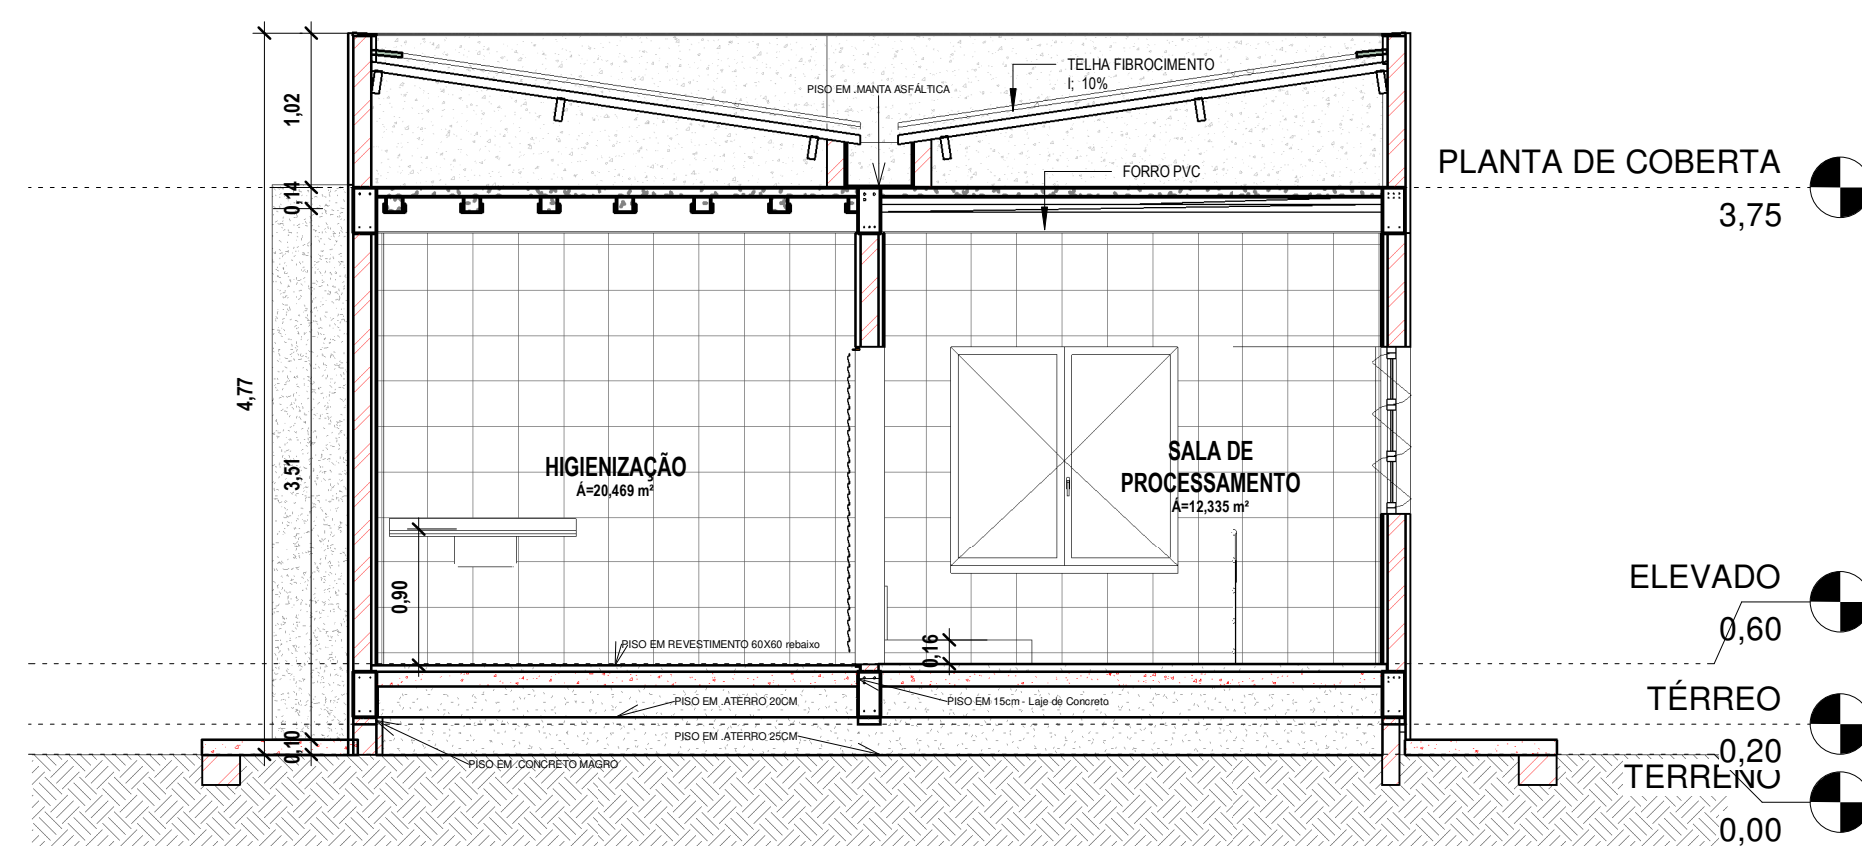 TELHA FIBROCIMENTO
I; 10%
PISO EM .MANTA ASFÁLTICA
1,02
PLANTA DE COBERTA
3,75
FORRO PVC
0,14
4,77
3,51
HIGIENIZAÇÃO
Á=20,469 m²
SALA DE
PROCESSAMENTO
Á=12,335 m²
0,90
ELEVADO
0,60
PISO EM REVESTIMENTO 60X60 rebaixo
0,16
PISO EM .ATERRO 20CM
PISO EM 15cm - Laje de Concreto
TÉRREO
0,20
PISO EM .ATERRO 25CM
0,10
PISO EM .CONCRETO MAGRO
TERRENO
0,00